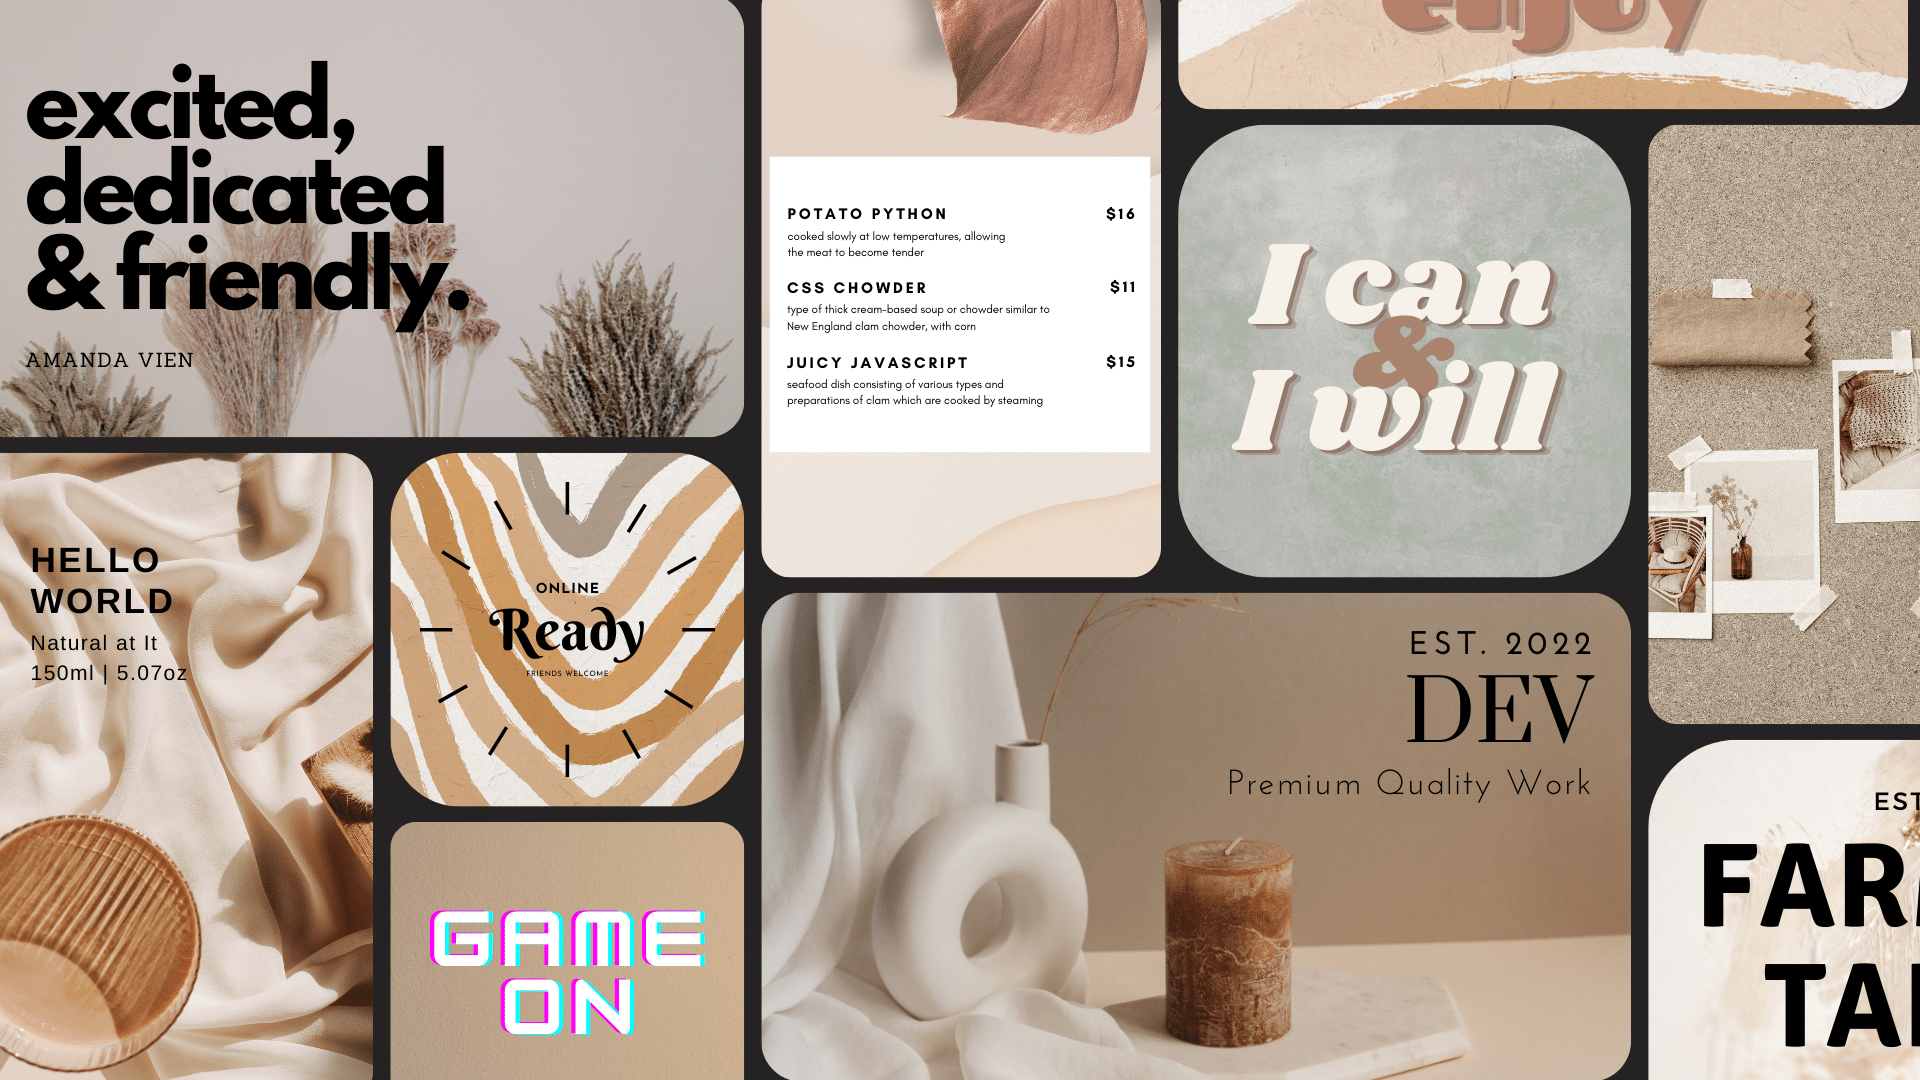 excited,
dedicated
& friendly.
AMANDA VIEN
POTATO PYTHON $16
cooked slowly at low temperatures, allowing
the meat to become tender
CSS CHOWDER $11
type of thick cream-based soup or chowder similar to
New England clam chowder, with corn
JUICY JAVASCRIPT $15
seafood dish consisting of various types and
preparations of clam which are cooked by steaming
enjoy
I can
&
I will
HELLO
WORLD
Natural at It
150ml | 5.07oz
ONLINE
Ready
FRIENDS WELCOME
GAME
ON
EST. 2022
DEV
Premium Quality Work
EST
FAR
TA